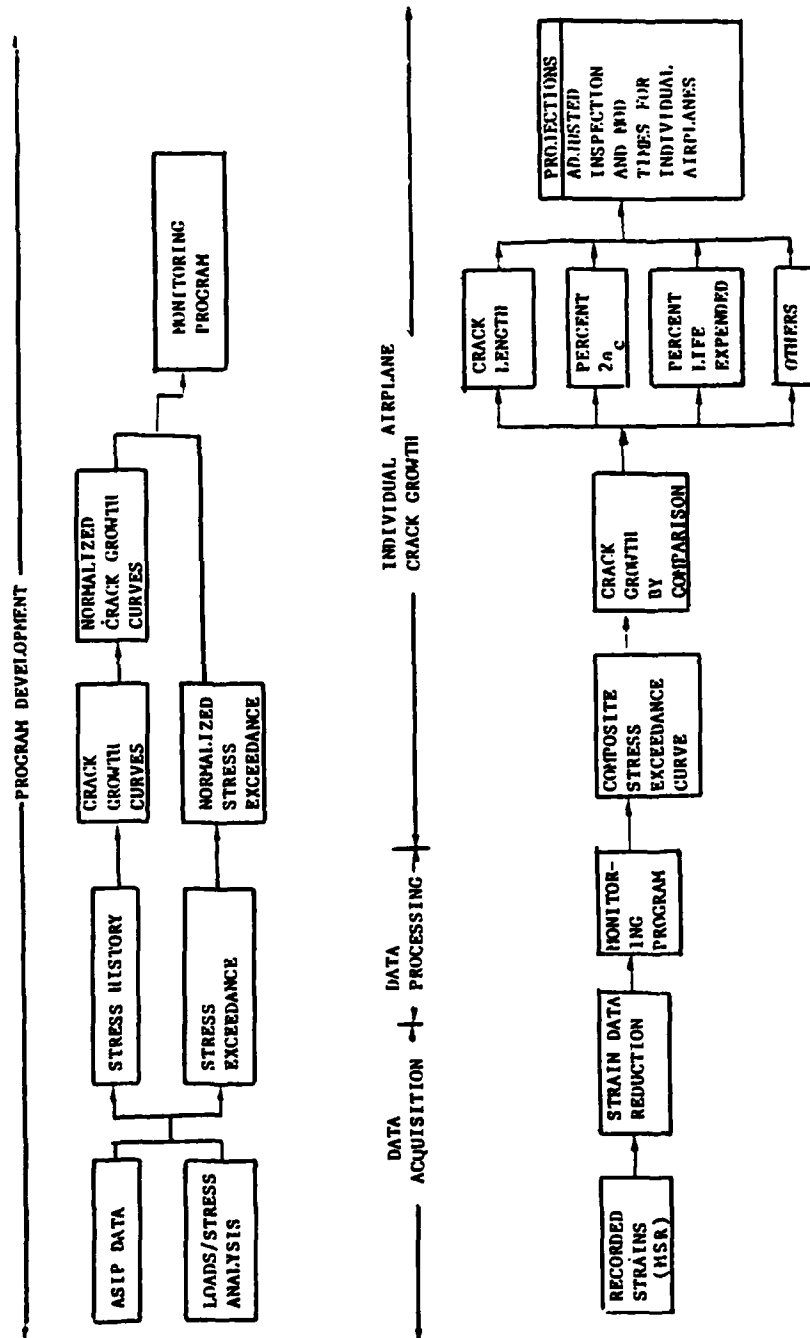 PROGRAM DEVELOPMENT
ASIP DATA
LOADS/STRESS
ANALYSIS
STRESS HISTORY
STRESS
EXCEEDANCE
CRACK
GROWTH
CURVES
NORMALIZED
STRESS
EXCEEDANCE
NORMALIZED
CRACK GROWTH
CURVES
MONITORING
PROGRAM
DATA
ACQUISITION
DATA
PROCESSING
INDIVIDUAL AIRPLANE
CRACK GROWTH
RECORDED
STRAINS
(MSR)
STRAIN DATA
REDUCTION
MONITOR-
ING
PROGRAM
COMPOSITE
STRESS
EXCEEDANCE
CURVE
CRACK
GROWTH
BY
COMPARISON
CRACK
LENGTH
PERCENT
2a c
PERCENT
LIFE
EXPENDED
OTHERS
PROJECTIONS
ADJUSTED
INSPECTION
AND MOD
TIMES FOR
INDIVIDUAL
AIRPLANES